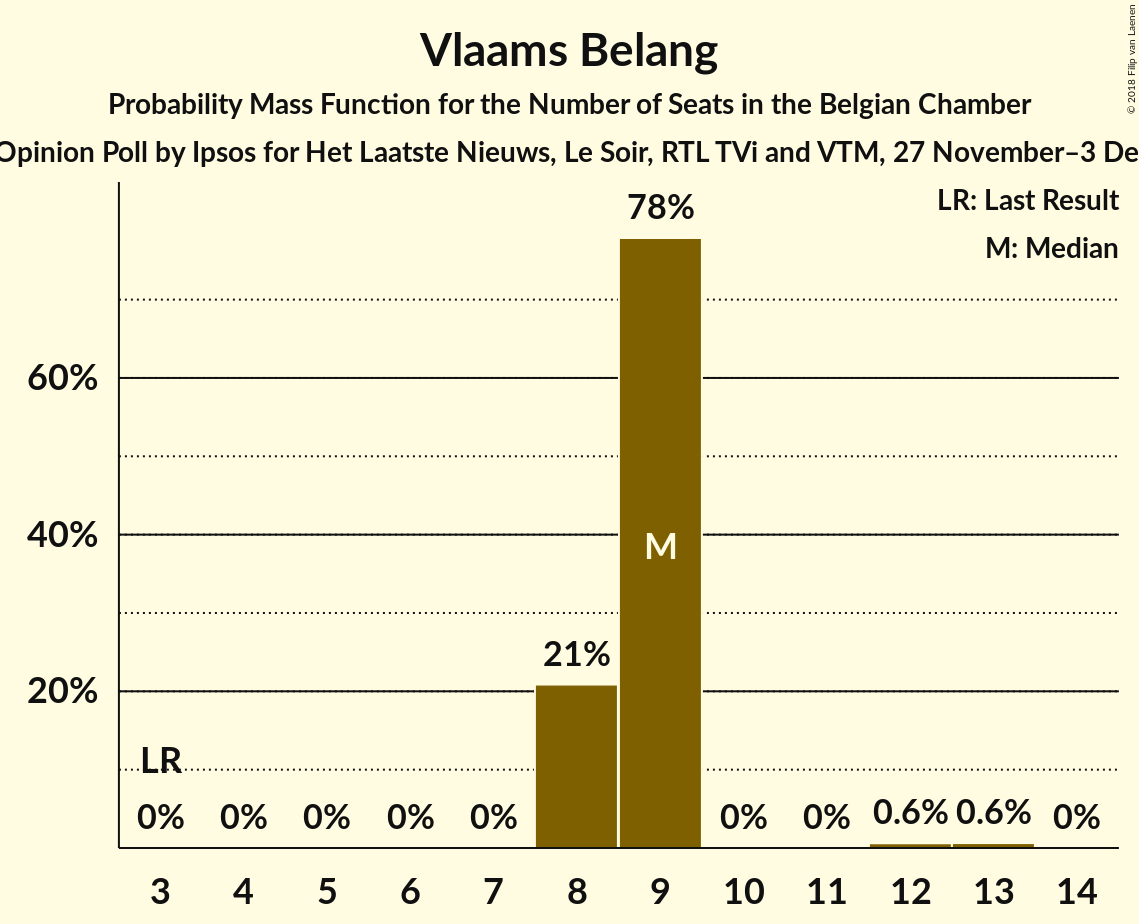 Vlaams Belang
Probability Mass Function for the Number of Seats in the Belgian Chamber
Opinion Poll by Ipsos for Het Laatste Nieuws, Le Soir, RTL TVi and VTM, 27 November–3 De
© 2018 Filip van Laenen
LR: Last Result
M: Median
78%
60%
40%
M
21%
20%
LR
0% 0% 0% 0% 0% 0% 0% 0.6% 0.6% 0%
3 4 5 6 7 8 9 10 11 12 13 14